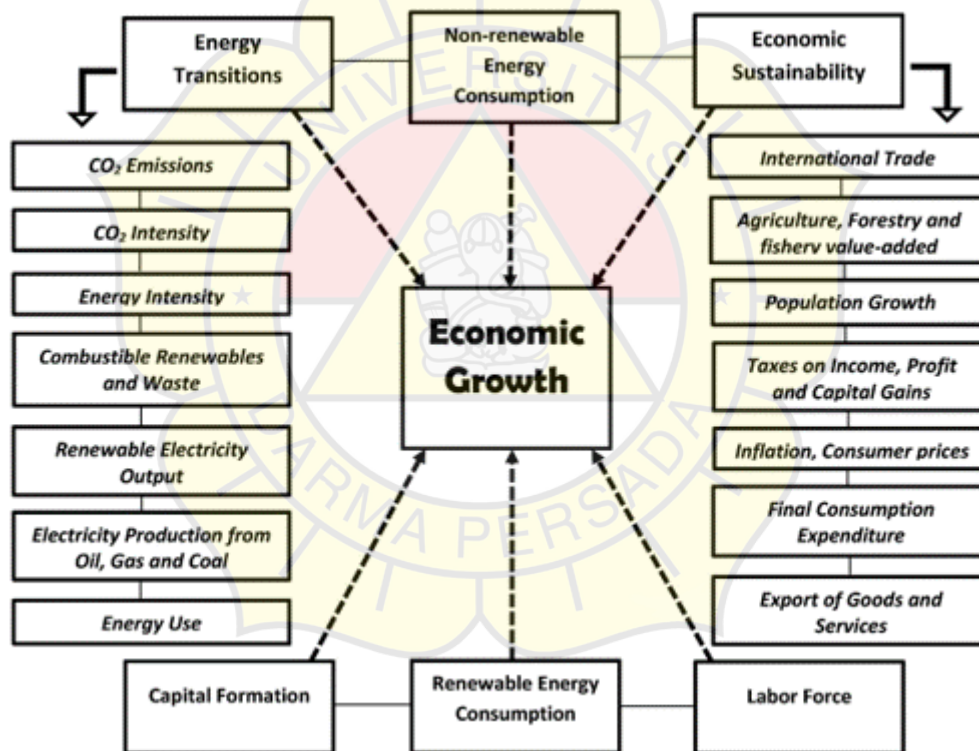 Energy
Transitions
Non-renewable
Energy
Consumption
Economic
Sustainability
CO₂ Emissions
CO₂ Intensity
Energy Intensity
Combustible Renewables
and Waste
Renewable Electricity
Output
Electricity Production from
Oil, Gas and Coal
Energy Use
Economic
Growth
International Trade
Agriculture, Forestry and
fishery value-added
Population Growth
Taxes on Income, Profit
and Capital Gains
Inflation, Consumer prices
Final Consumption
Expenditure
Export of Goods and
Services
Capital Formation
Renewable Energy
Consumption
Labor Force
UNIVERSITAS
DARMA PERSADA